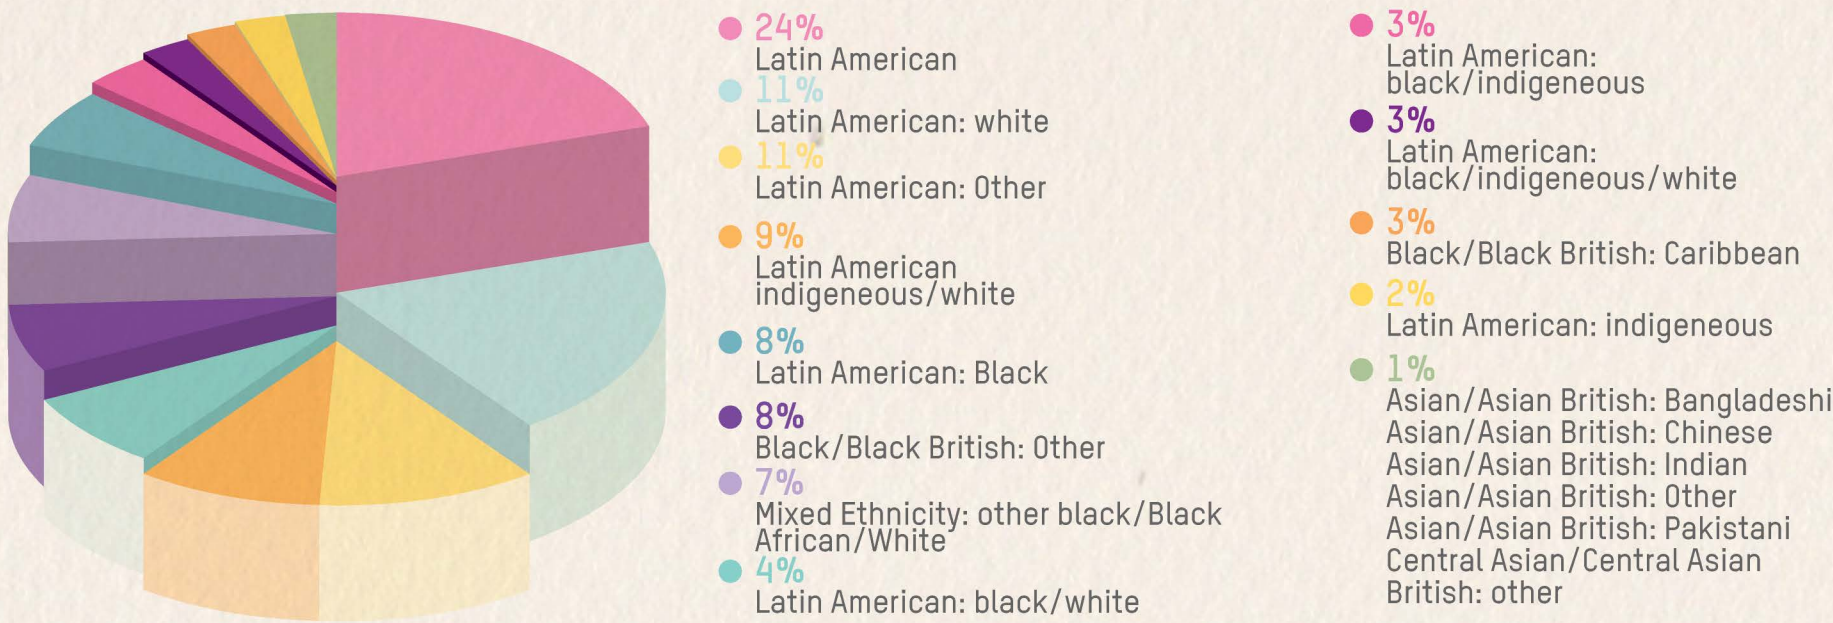 24%
Latin American
11%
Latin American: white
11%
Latin American: Other
9%
Latin American
indigeneous/white
8%
Latin American: Black
8%
Black/Black British: Other
7%
Mixed Ethnicity: other black/Black
African/White
4%
Latin American: black/white
3%
Latin American:
black/indigeneous
3%
Latin American:
black/indigeneous/white
3%
Black/Black British: Caribbean
2%
Latin American: indigeneous
1%
Asian/Asian British: Bangladeshi
Asian/Asian British: Chinese
Asian/Asian British: Indian
Asian/Asian British: Other
Asian/Asian British: Pakistani
Central Asian/Central Asian
British: other